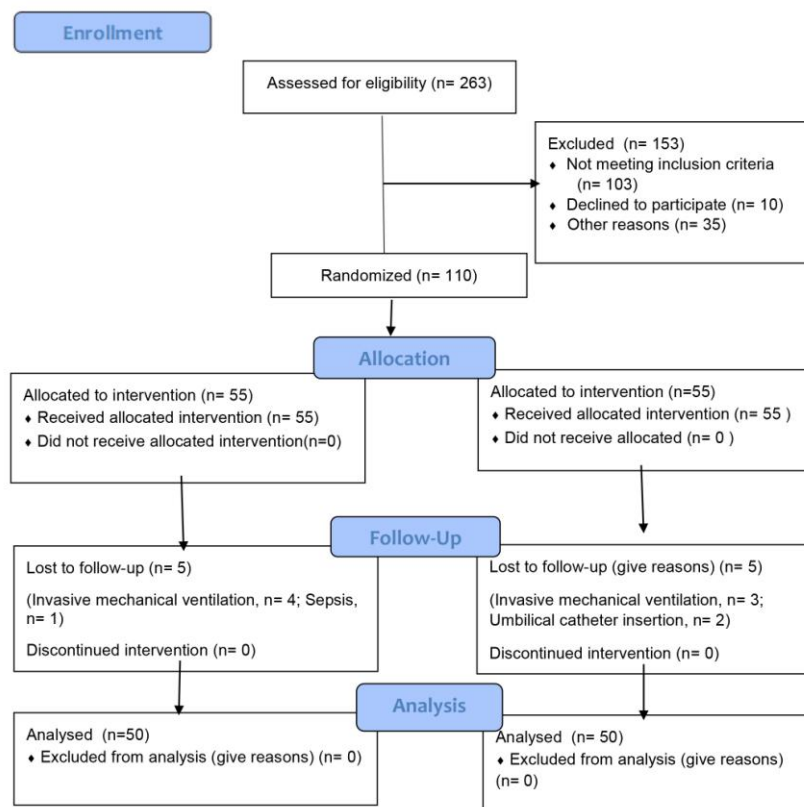 Enrollment
Assessed for eligibility (n= 263)
Excluded (n= 153)
♦ Not meeting inclusion criteria
(n= 103)
♦ Declined to participate (n= 10)
♦ Other reasons (n= 35)
Randomized (n= 110)
Allocation
Allocated to intervention (n= 55)
♦ Received allocated intervention (n= 55)
♦ Did not receive allocated intervention(n=0)
Allocated to intervention (n=55)
♦ Received allocated intervention (n= 55 )
♦ Did not receive allocated (n= 0 )
Follow-Up
Lost to follow-up (n= 5)
(Invasive mechanical ventilation, n= 4; Sepsis,
n= 1)
Discontinued intervention (n= 0)
Lost to follow-up (give reasons) (n= 5)
(Invasive mechanical ventilation, n= 3;
Umbilical catheter insertion, n= 2)
Discontinued intervention (n= 0)
Analysis
Analysed (n=50)
♦ Excluded from analysis (give reasons) (n= 0)
Analysed (n= 50)
♦ Excluded from analysis (give reasons)
(n= 0)